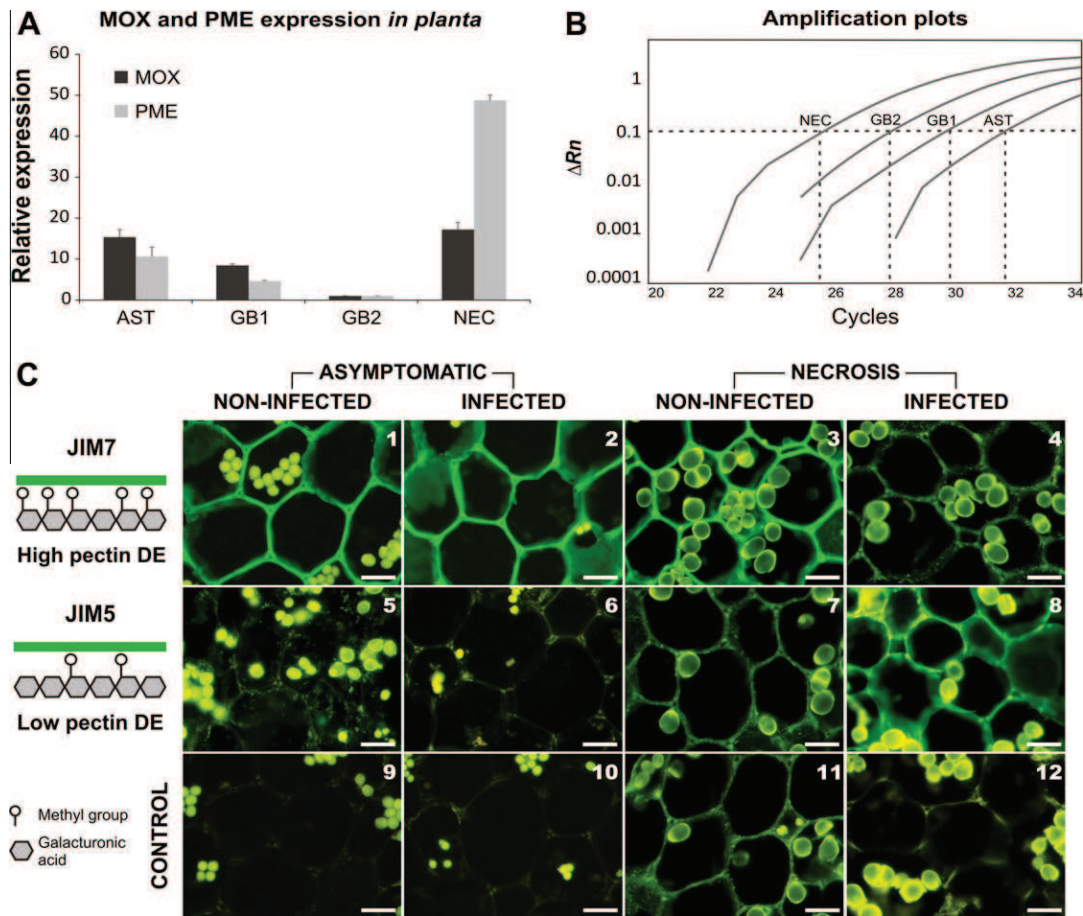 A
MOX and PME expression in planta
Relative expression
60
50
40
30
20
10
0
MOX
PME
AST
GB1
GB2
NEC
B
Amplification plots
ΔRn
1
0.1
0.01
0.001
0.0001
NEC
GB2
GB1
AST
20
22
24
26
28
30
32
34
Cycles
C
ASYMPTOMATIC
NECROSIS
NON-INFECTED
INFECTED
NON-INFECTED
INFECTED
JIM7
High pectin DE
1
2
3
4
JIM5
Low pectin DE
5
6
7
8
Methyl group
Galacturonic
acid
CONTROL
9
10
11
12